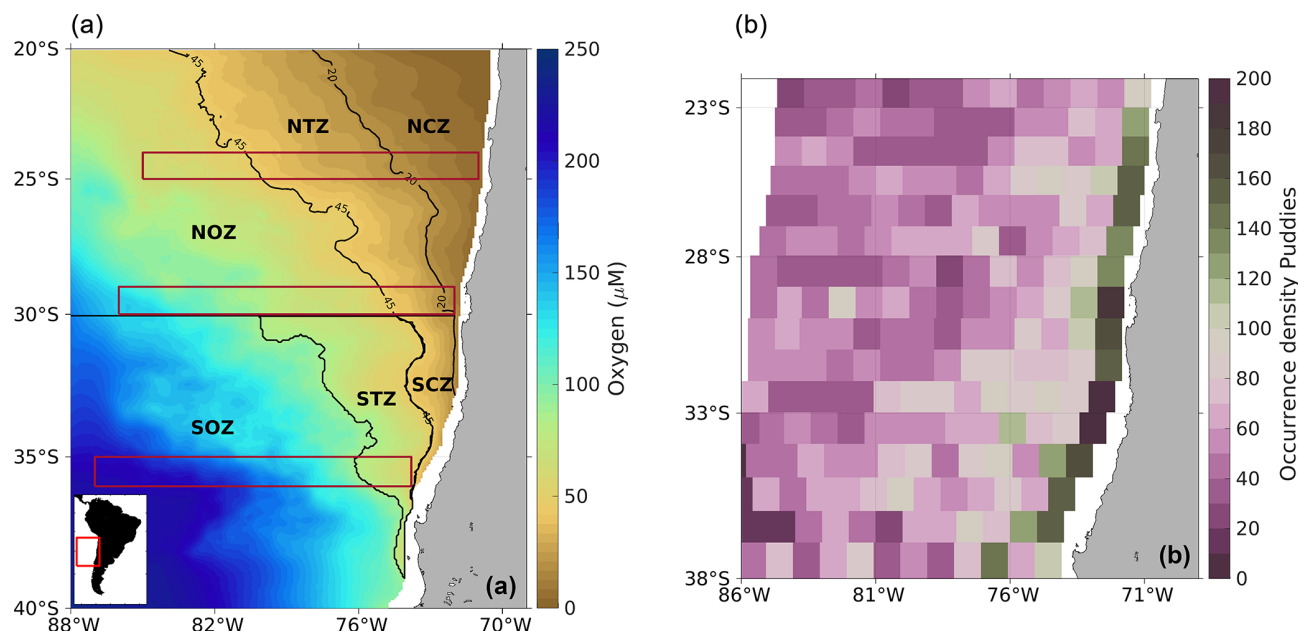 (a)
20°S
25°S
30°S
35°S
40°S
88°W
82°W
76°W
70°W
45
20
45
20
45
45
20
45
NTZ
NCZ
NOZ
STZ
SCZ
SOZ
(a)
250
200
150
100
50
0
Oxygen (μM)
(b)
23°S
28°S
33°S
38°S
86°W
81°W
76°W
71°W
(b)
200
180
160
140
120
100
80
60
40
20
0
Occurrence density Puddies